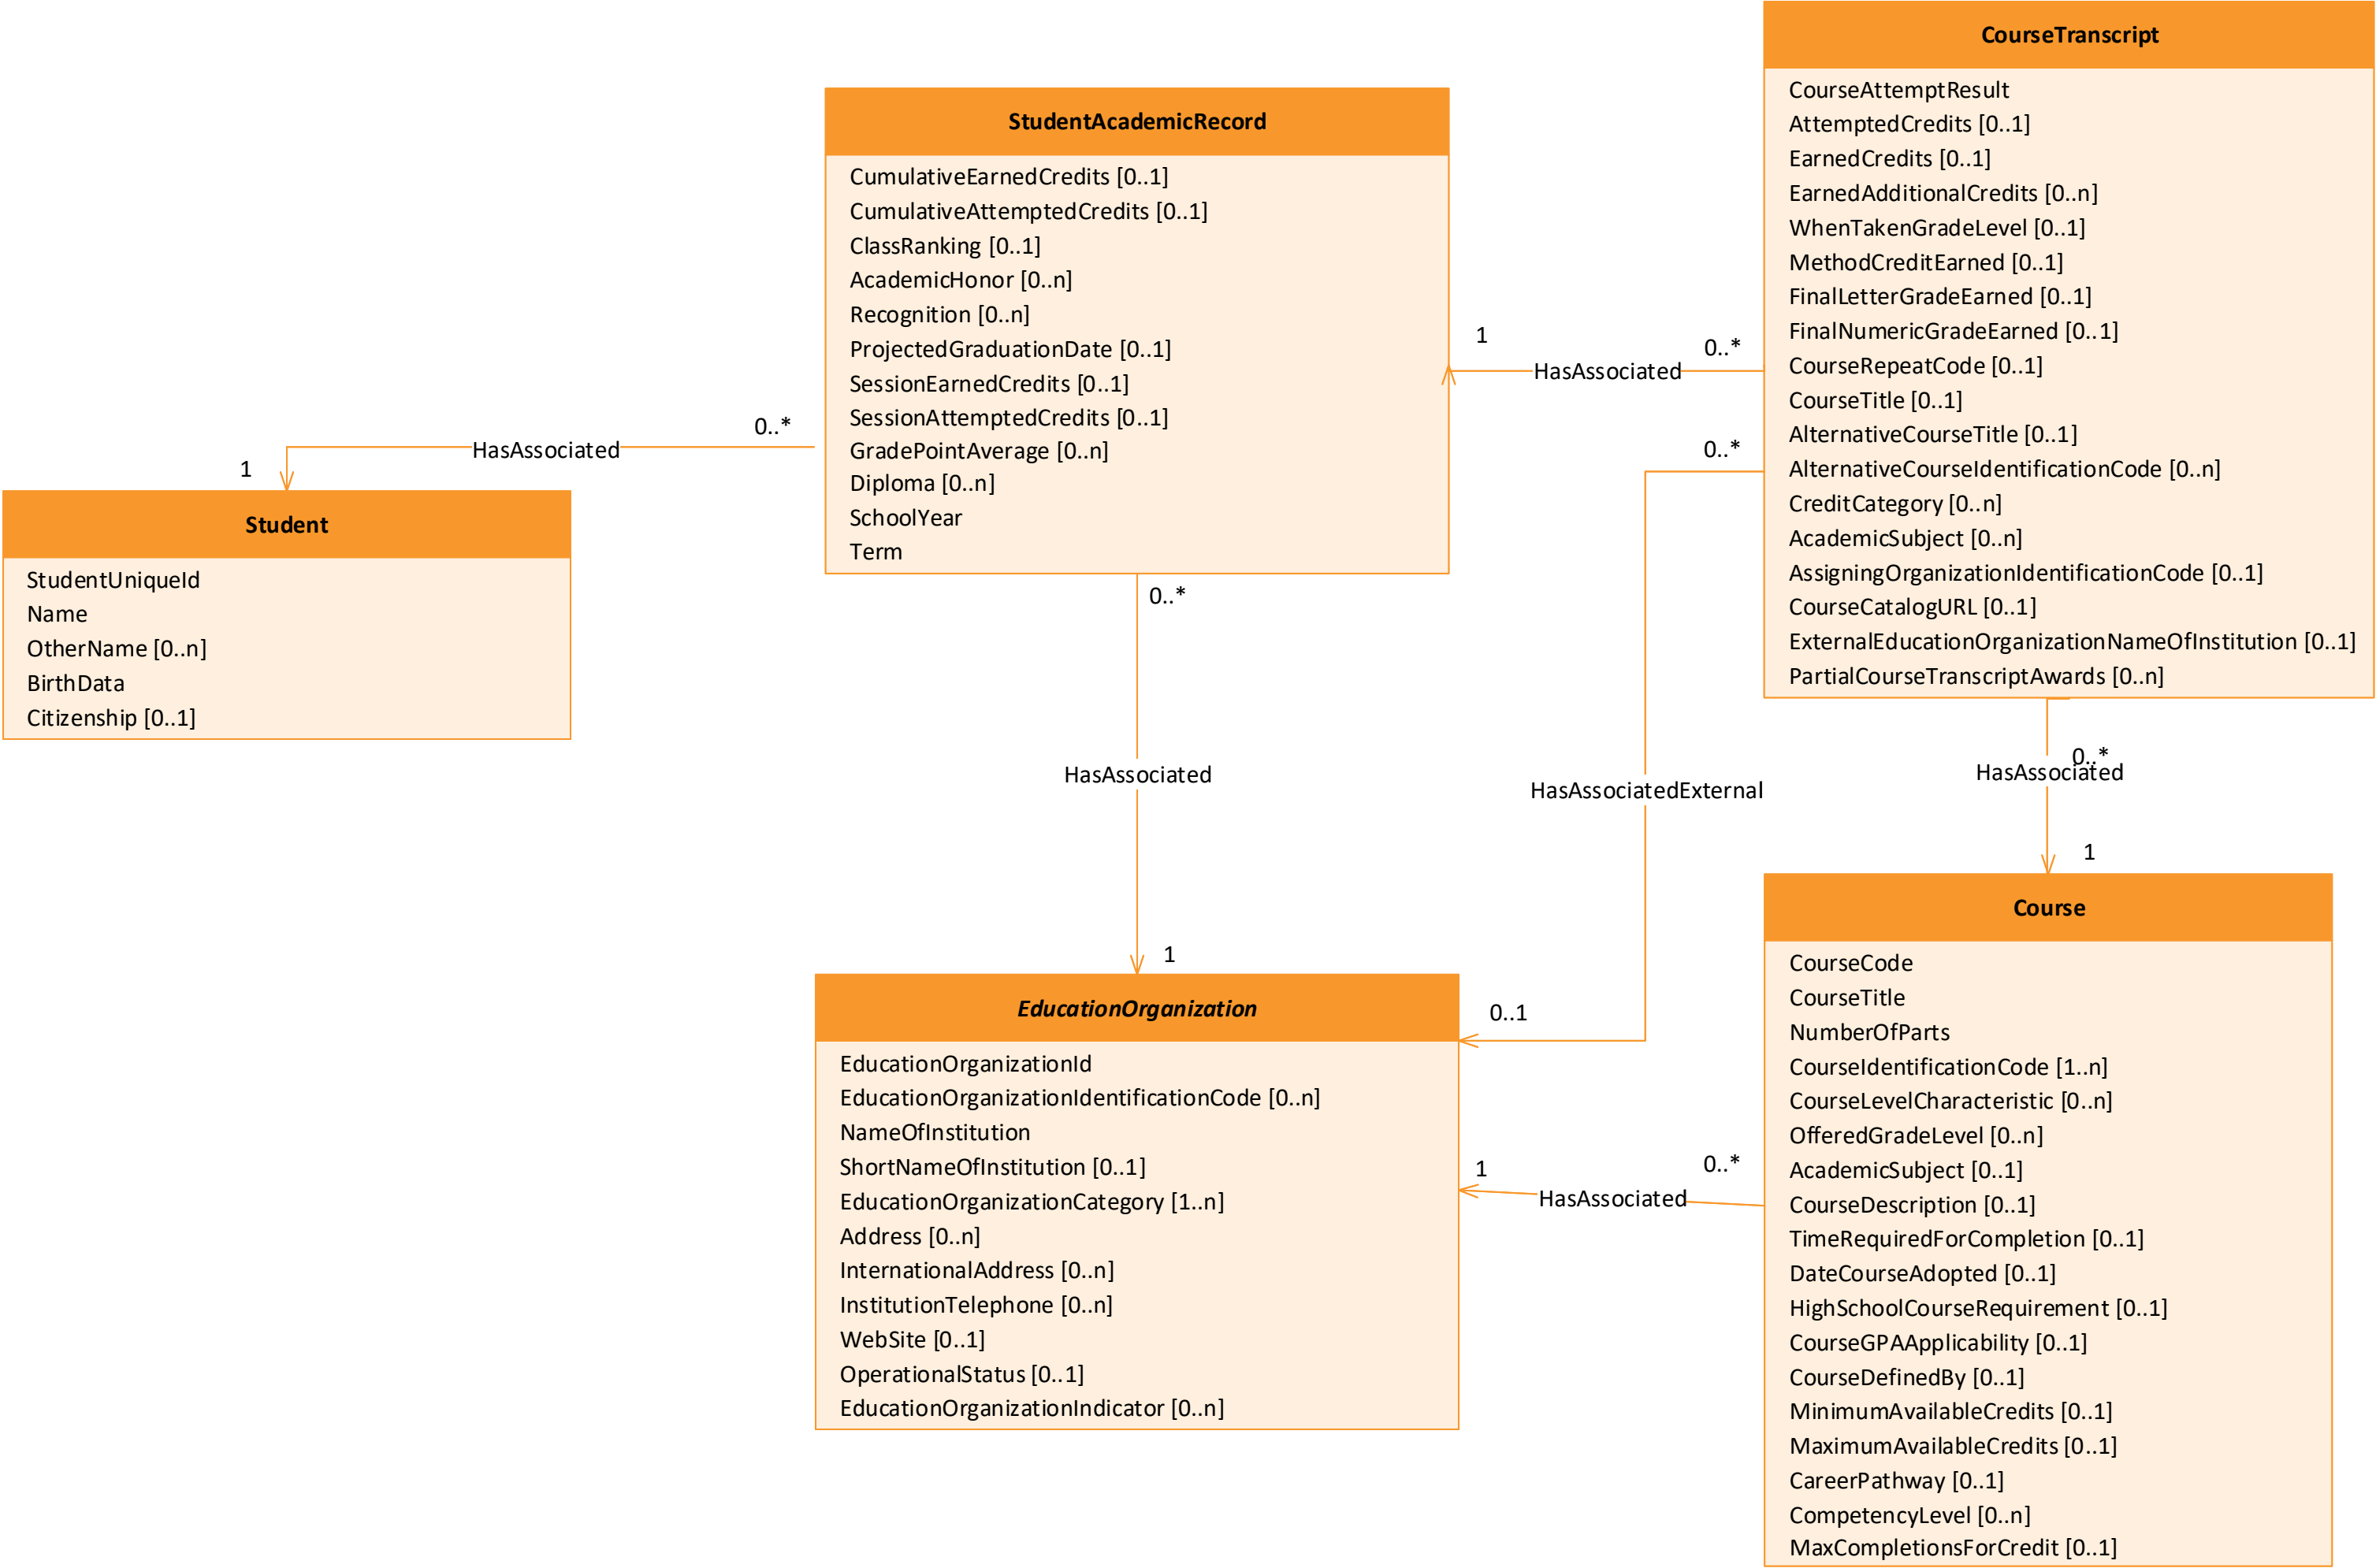 CourseTranscript
CourseAttemptResult
AttemptedCredits [0..1]
EarnedCredits [0..1]
EarnedAdditionalCredits [0..n]
WhenTakenGradeLevel [0..1]
MethodCreditEarned [0..1]
FinalLetterGradeEarned [0..1]
FinalNumericGradeEarned [0..1]
CourseRepeatCode [0..1]
CourseTitle [0..1]
AlternativeCourseTitle [0..1]
AlternativeCourseIdentificationCode [0..n]
CreditCategory [0..n]
AcademicSubject [0..n]
AssigningOrganizationIdentificationCode [0..1]
CourseCatalogURL [0..1]
ExternalEducationOrganizationNameOfInstitution [0..1]
PartialCourseTranscriptAwards [0..n]
StudentAcademicRecord
CumulativeEarnedCredits [0..1]
CumulativeAttemptedCredits [0..1]
ClassRanking [0..1]
AcademicHonor [0..n]
Recognition [0..n]
ProjectedGraduationDate [0..1]
SessionEarnedCredits [0..1]
SessionAttemptedCredits [0..1]
GradePointAverage [0..n]
Diploma [0..n]
SchoolYear
Term
1
HasAssociated
0..*
0..*
HasAssociated
1
Student
StudentUniqueId
Name
OtherName [0..n]
BirthData
Citizenship [0..1]
0..*
HasAssociated
1
0..*
HasAssociatedExternal
0..1
0..*
HasAssociated
1
EducationOrganization
EducationOrganizationId
EducationOrganizationIdentificationCode [0..n]
NameOfInstitution
ShortNameOfInstitution [0..1]
EducationOrganizationCategory [1..n]
Address [0..n]
InternationalAddress [0..n]
InstitutionTelephone [0..n]
WebSite [0..1]
OperationalStatus [0..1]
EducationOrganizationIndicator [0..n]
1
HasAssociated
0..*
Course
CourseCode
CourseTitle
NumberOfParts
CourseIdentificationCode [1..n]
CourseLevelCharacteristic [0..n]
OfferedGradeLevel [0..n]
AcademicSubject [0..1]
CourseDescription [0..1]
TimeRequiredForCompletion [0..1]
DateCourseAdopted [0..1]
HighSchoolCourseRequirement [0..1]
CourseGPAApplicability [0..1]
CourseDefinedBy [0..1]
MinimumAvailableCredits [0..1]
MaximumAvailableCredits [0..1]
CareerPathway [0..1]
CompetencyLevel [0..n]
MaxCompletionsForCredit [0..1]